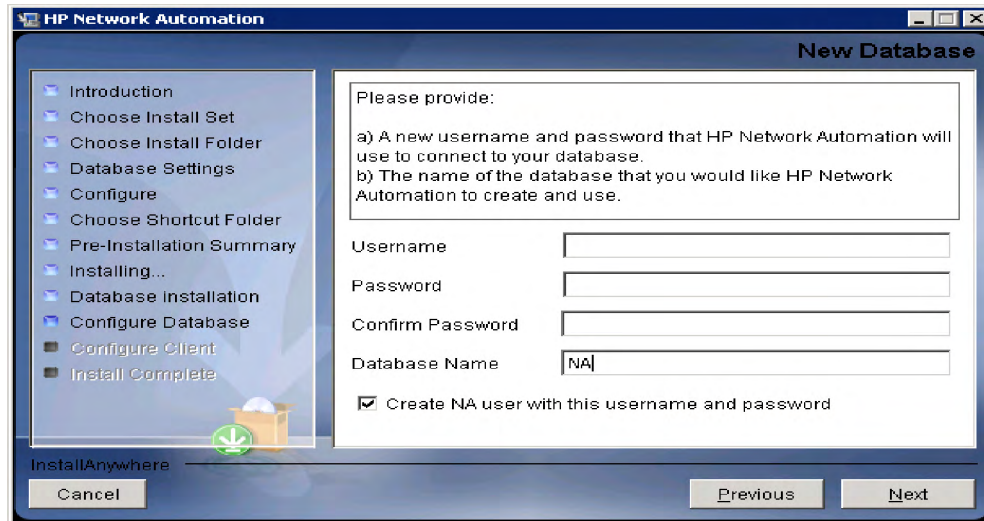 HP Network Automation
New Database
Introduction
Choose Install Set
Choose Install Folder
Database Settings
Configure
Choose Shortcut Folder
Pre-Installation Summary
Installing...
Database installation
Configure Database
Configure Client
Install Complete
Please provide:
a) A new username and password that HP Network Automation will
use to connect to your database.
b) The name of the database that you would like HP Network
Automation to create and use.
Username
Password
Confirm Password
Database Name
NA
Create NA user with this username and password
InstallAnywhere
Cancel
Previous
Next